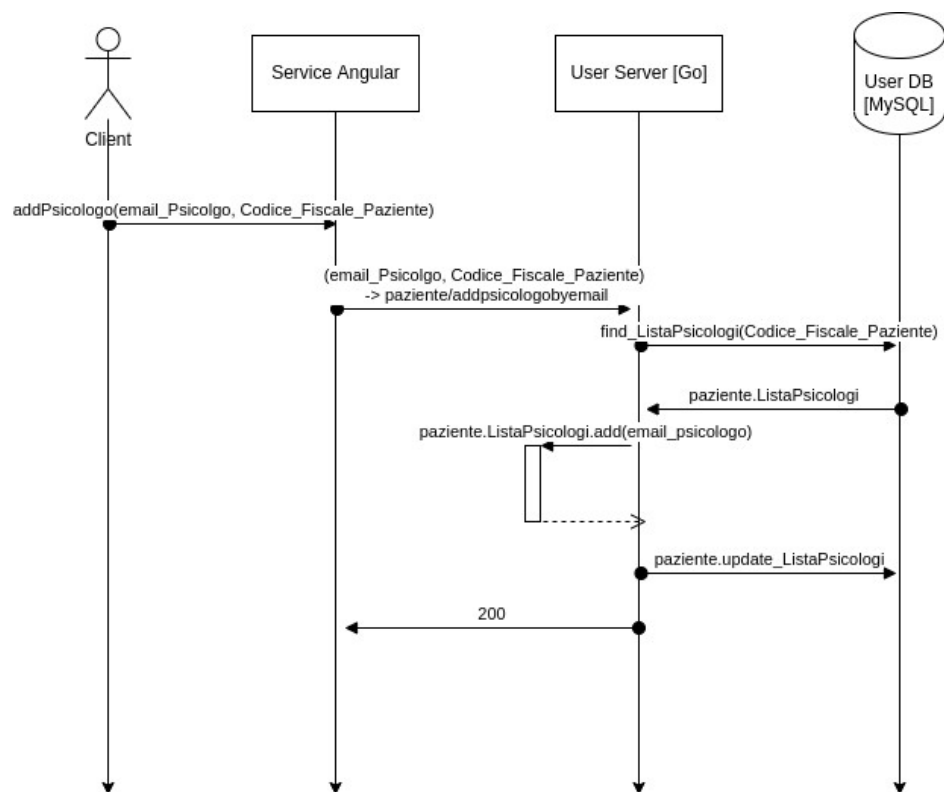 Service Angular
User Server [Go]
User DB
[MySQL]
Client
addPsicologo(email_Psicolgo, Codice_Fiscale_Paziente)
(email_Psicolgo, Codice_Fiscale_Paziente)
-> paziente/addpsicologobyemail
find_ListaPsicologi(Codice_Fiscale_Paziente)
paziente.ListaPsicologi
paziente.ListaPsicologi.add(email_psicologo)
paziente.update_ListaPsicologi
200